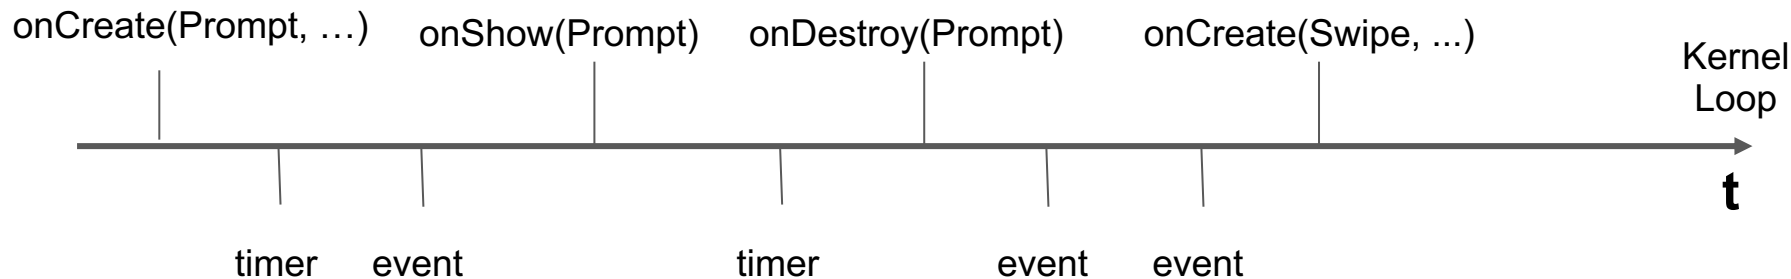 onCreate(Prompt, …)
onShow(Prompt)
onDestroy(Prompt)
onCreate(Swipe, ...)
Kernel
Loop
t
timer
event
timer
event
event